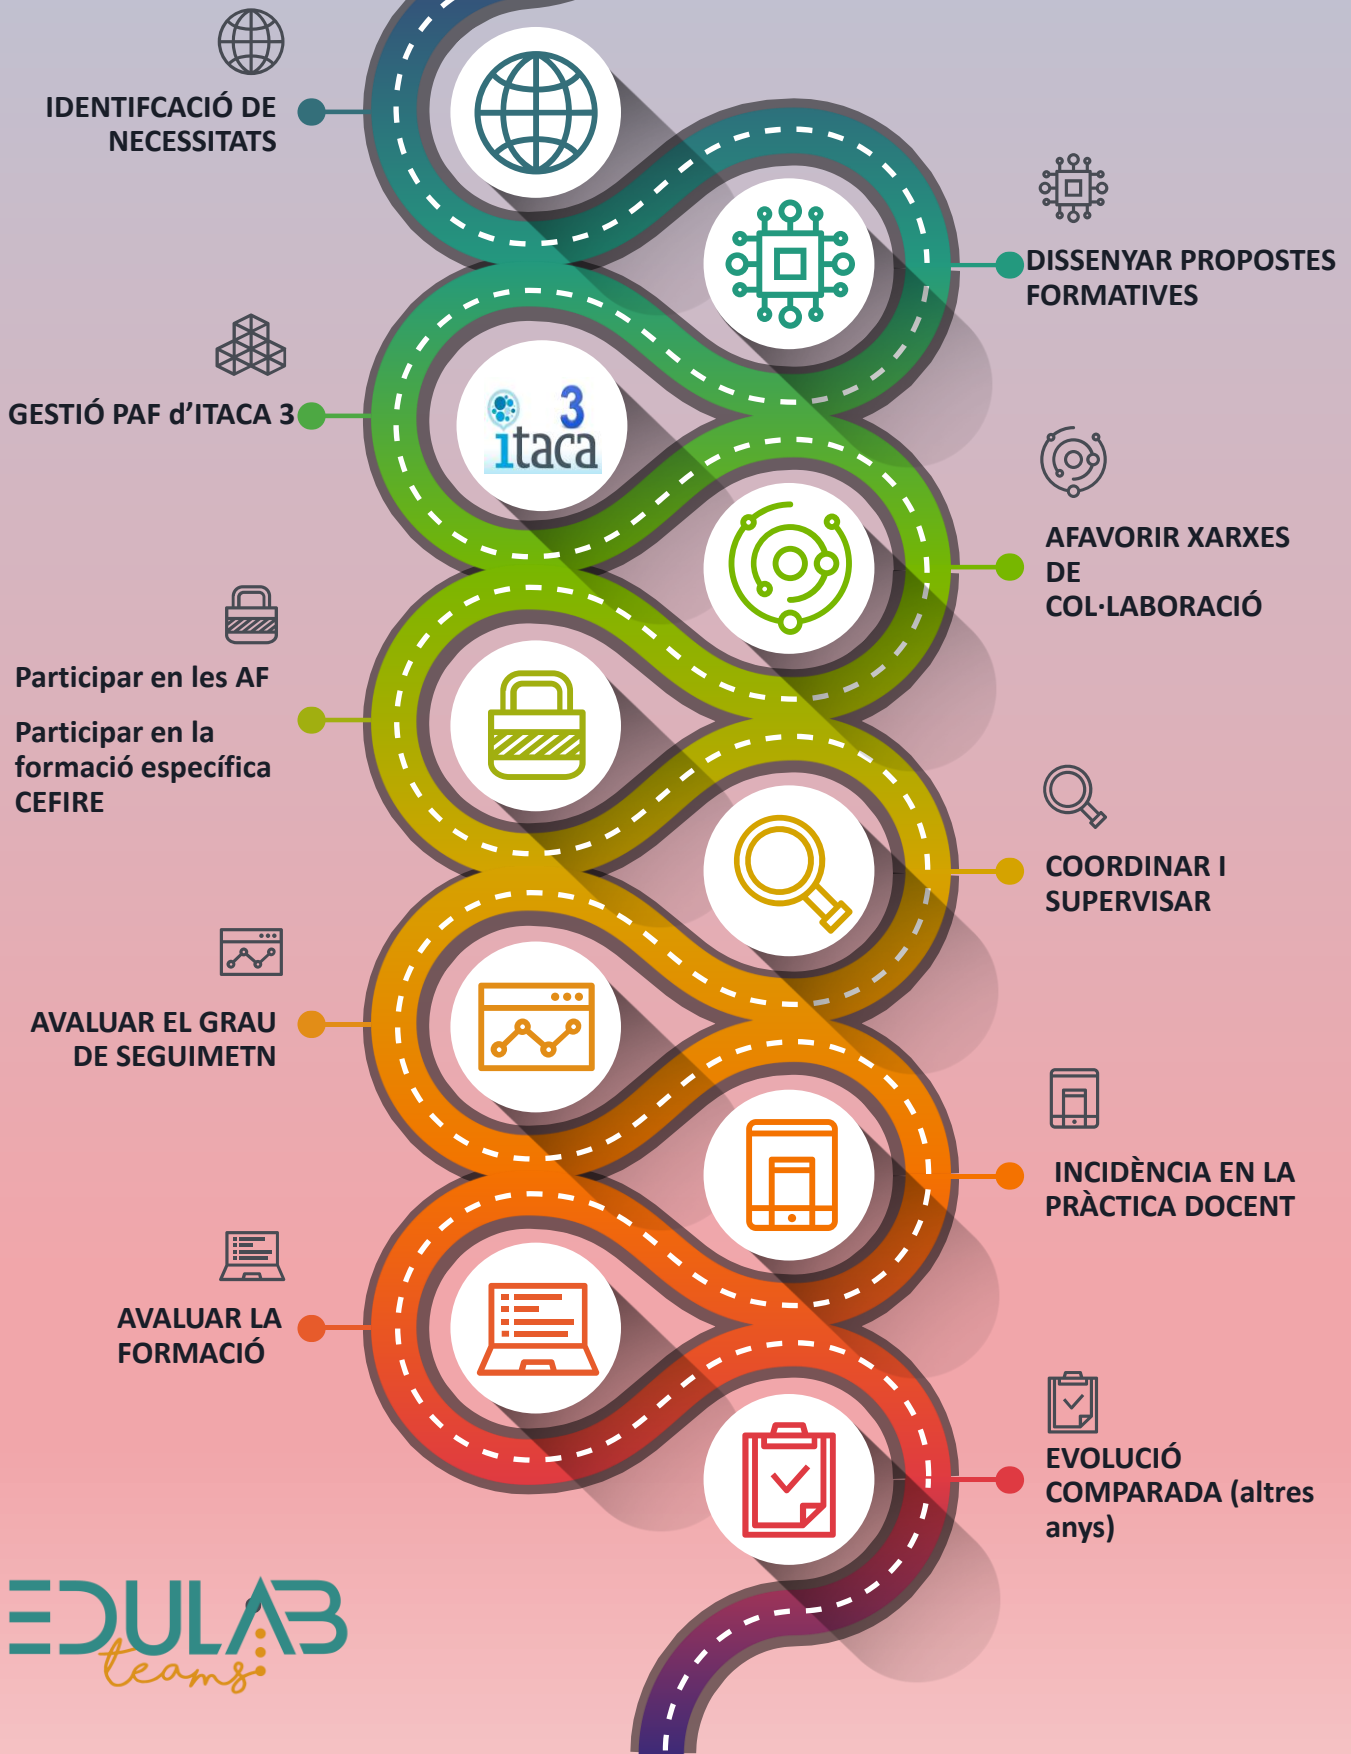 IDENTIFCACIÓ DE
NECESSITATS
DISSENYAR PROPOSTES
FORMATIVES
GESTIÓ PAF d’ITACA 3
3
itaca
AFAVORIR XARXES
DE
COL·LABORACIÓ
Participar en les AF
Participar en la
formació específica
CEFIRE
COORDINAR I
SUPERVISAR
AVALUAR EL GRAU
DE SEGUIMETN
INCIDÈNCIA EN LA
PRÀCTICA DOCENT
AVALUAR LA
FORMACIÓ
EVOLUCIÓ
COMPARADA (altres
anys)
EDULAB
teams